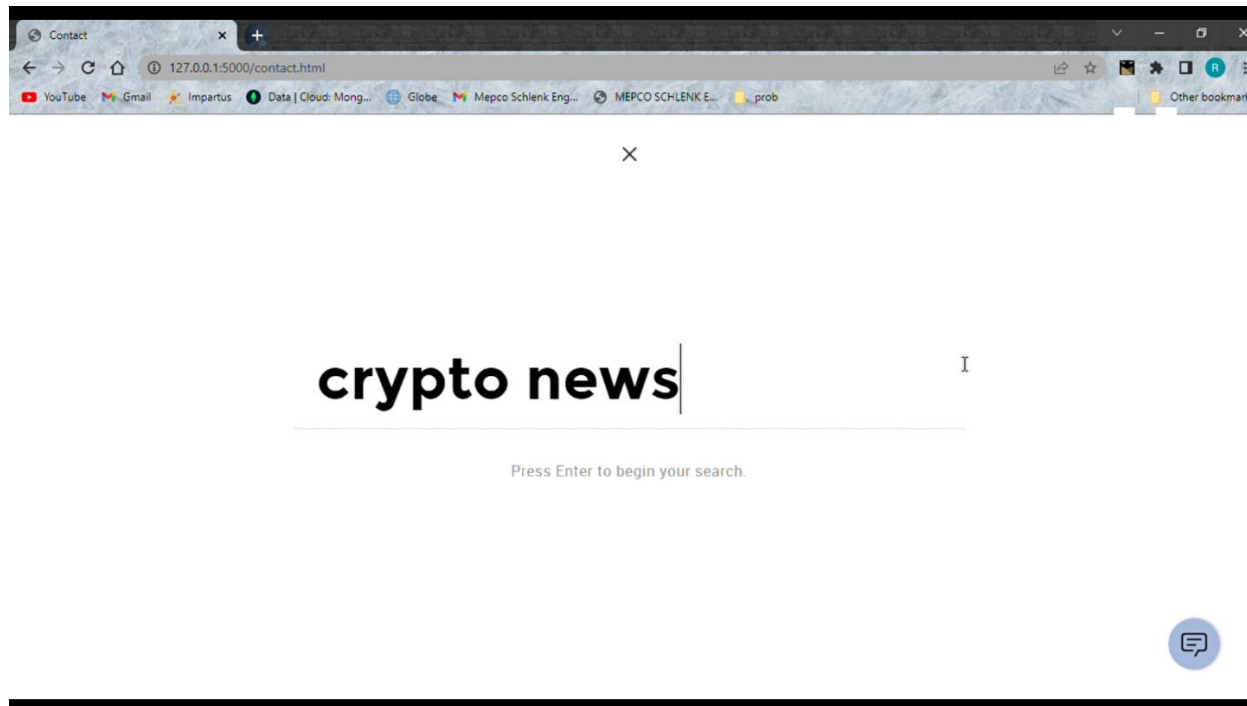 Contact
127.0.0.1:5000/contact.html
YouTube Gmail Impartus Data | Cloud: Mong... Globe Mepco Schlenk Eng... MEPCO SCHLENK E... prob Other bookmark
R
crypto news
Press Enter to begin your search.